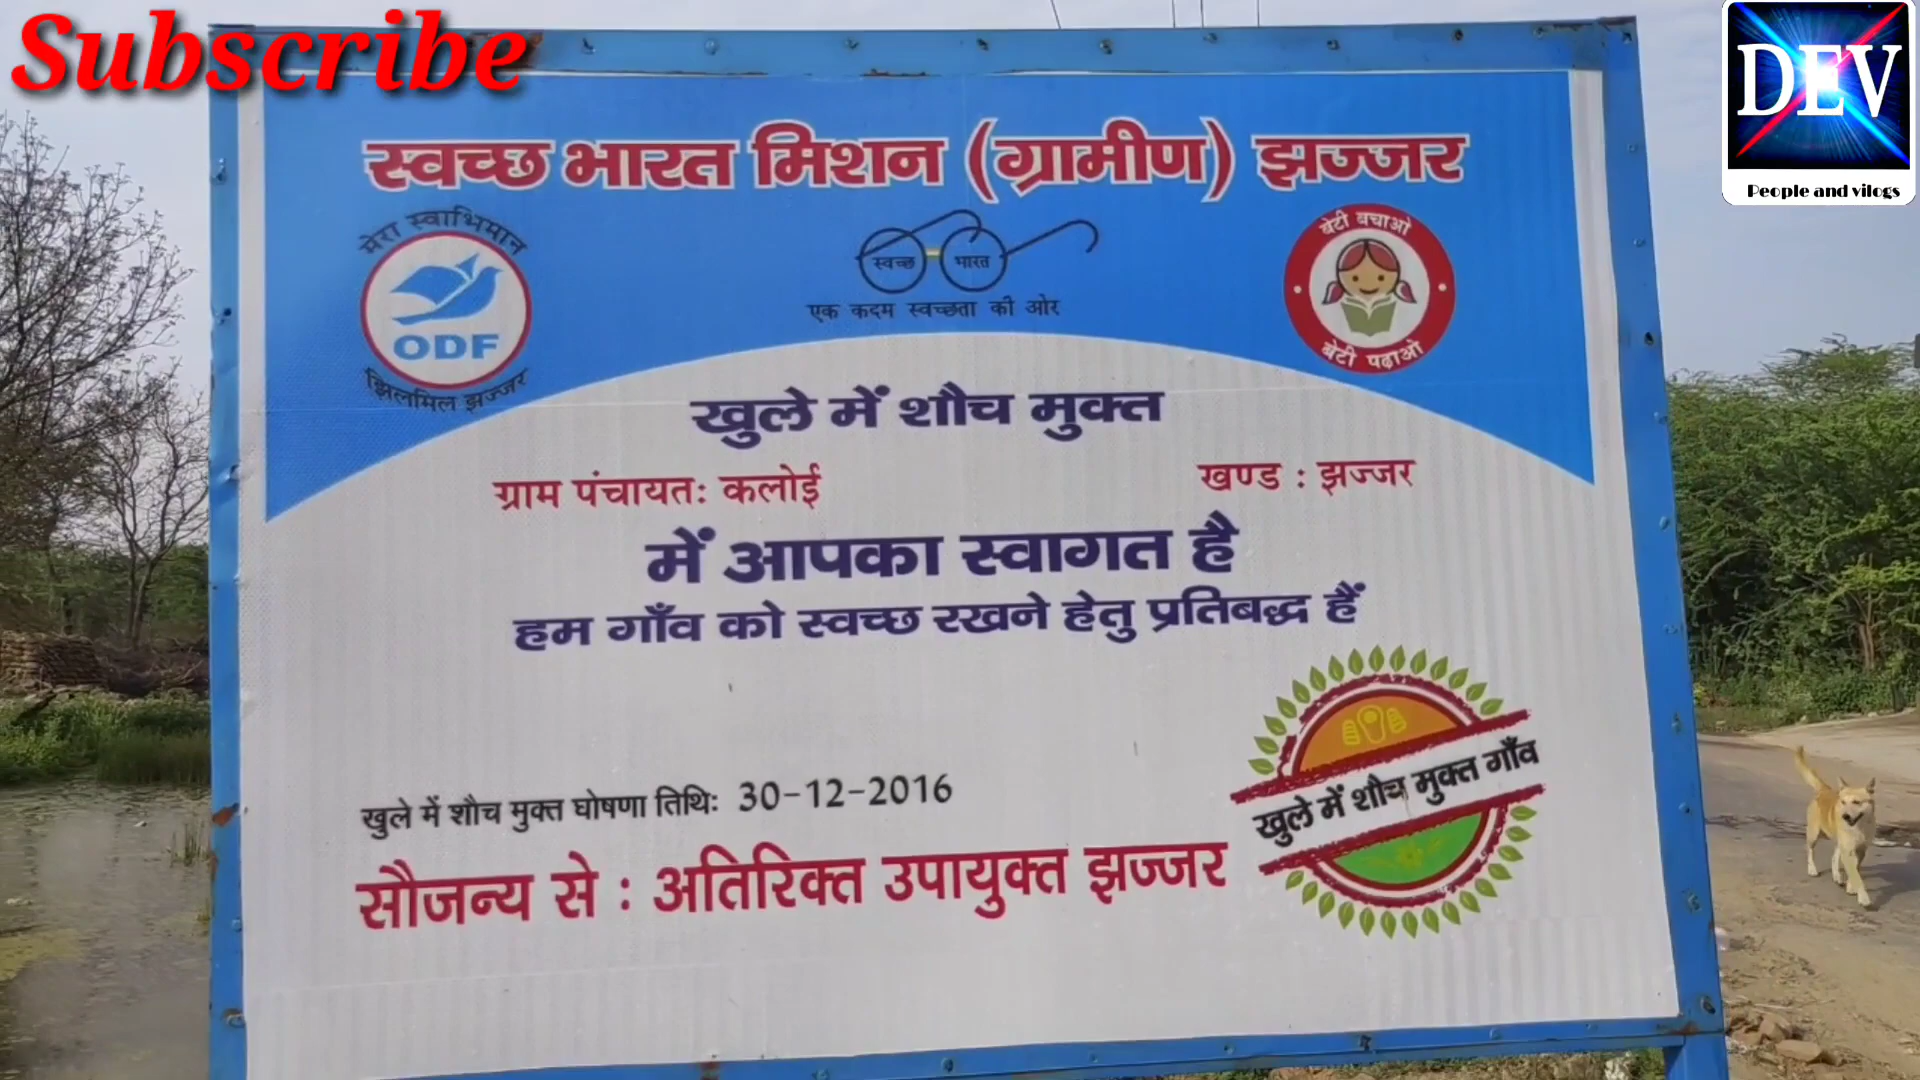 Subscribe
DEV
People and vilogs
स्वच्छ भारत मिशन (ग्रामीण) झज्जर
मेरा स्वाभिमान
ODF
झिलमिल झज्जर
स्वच्छ भारत
एक कदम स्वच्छता की ओर
बेटी बचाओ
बेटी पढ़ाओ
खुले में शौच मुक्त
ग्राम पंचायतः कलोई खण्ड : झज्जर
में आपका स्वागत है
हम गाँव को स्वच्छ रखने हेतु प्रतिबद्ध हैं
खुले में शौच मुक्त गाँव
खुले में शौच मुक्त घोषणा तिथिः 30-12-2016
सौजन्य से : अतिरिक्त उपायुक्त झज्जर